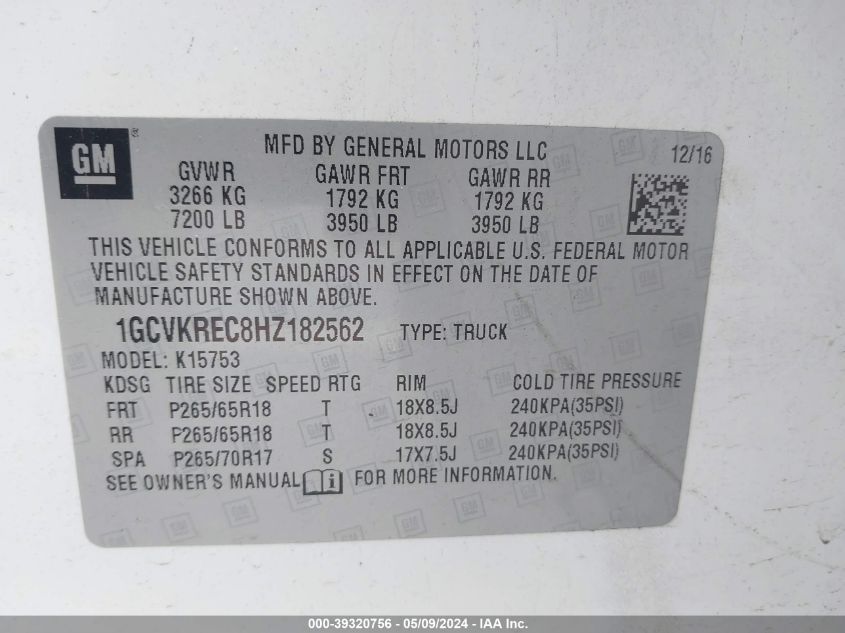 GM
MFD BY GENERAL MOTORS LLC
12/16
GVWR GAWR FRT GAWR RR
3266 KG 1792 KG 1792 KG
7200 LB 3950 LB 3950 LB
THIS VEHICLE CONFORMS TO ALL APPLICABLE U.S. FEDERAL MOTOR
VEHICLE SAFETY STANDARDS IN EFFECT ON THE DATE OF
MANUFACTURE SHOWN ABOVE.
1GCVKREC8HZ182562 TYPE: TRUCK
MODEL: K15753
KDSG TIRE SIZE SPEED RTG RIM COLD TIRE PRESSURE
FRT P265/65R18 T 18X8.5J 240KPA(35PSI)
RR P265/65R18 T 18X8.5J 240KPA(35PSI)
SPA P265/70R17 S 17X7.5J 240KPA(35PSI)
SEE OWNER'S MANUAL i FOR MORE INFORMATION.
000-39320756 - 05/09/2024 - IAA Inc.